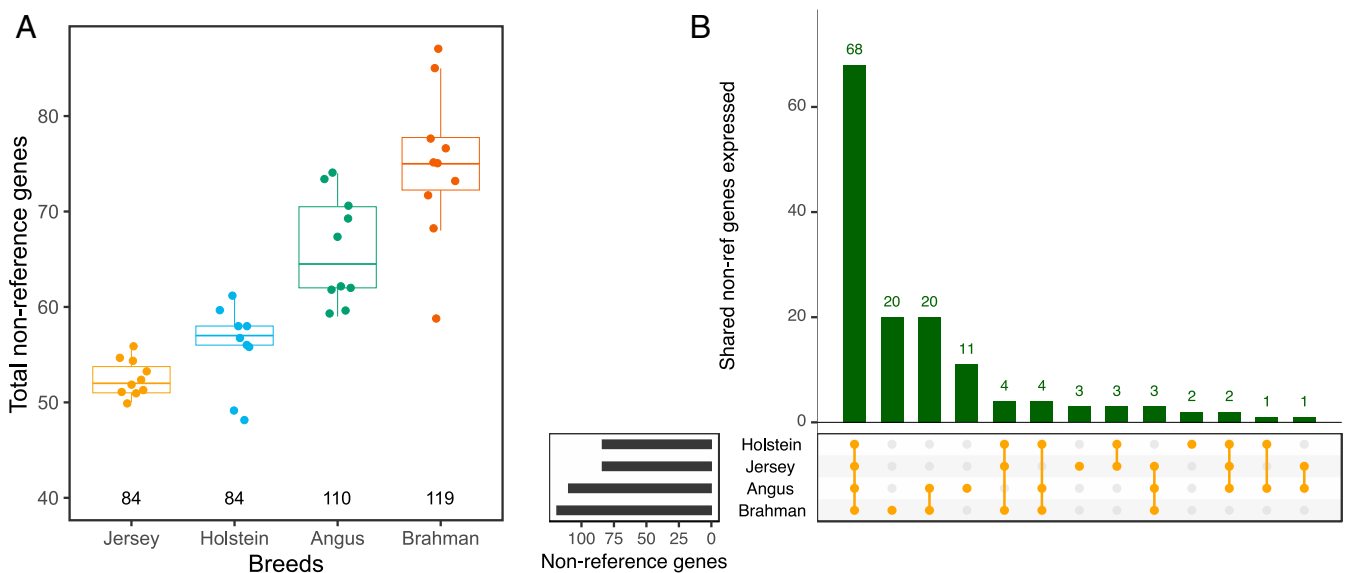 A
Total non-reference genes
80
70
60
50
40
84
84
110
119
Jersey
Holstein
Angus
Brahman
Breeds
100
75
50
25
0
Non-reference genes
B
Shared non-ref genes expressed
60
40
20
0
68
20
20
11
4
4
3
3
3
2
2
1
1
Holstein
Jersey
Angus
Brahman